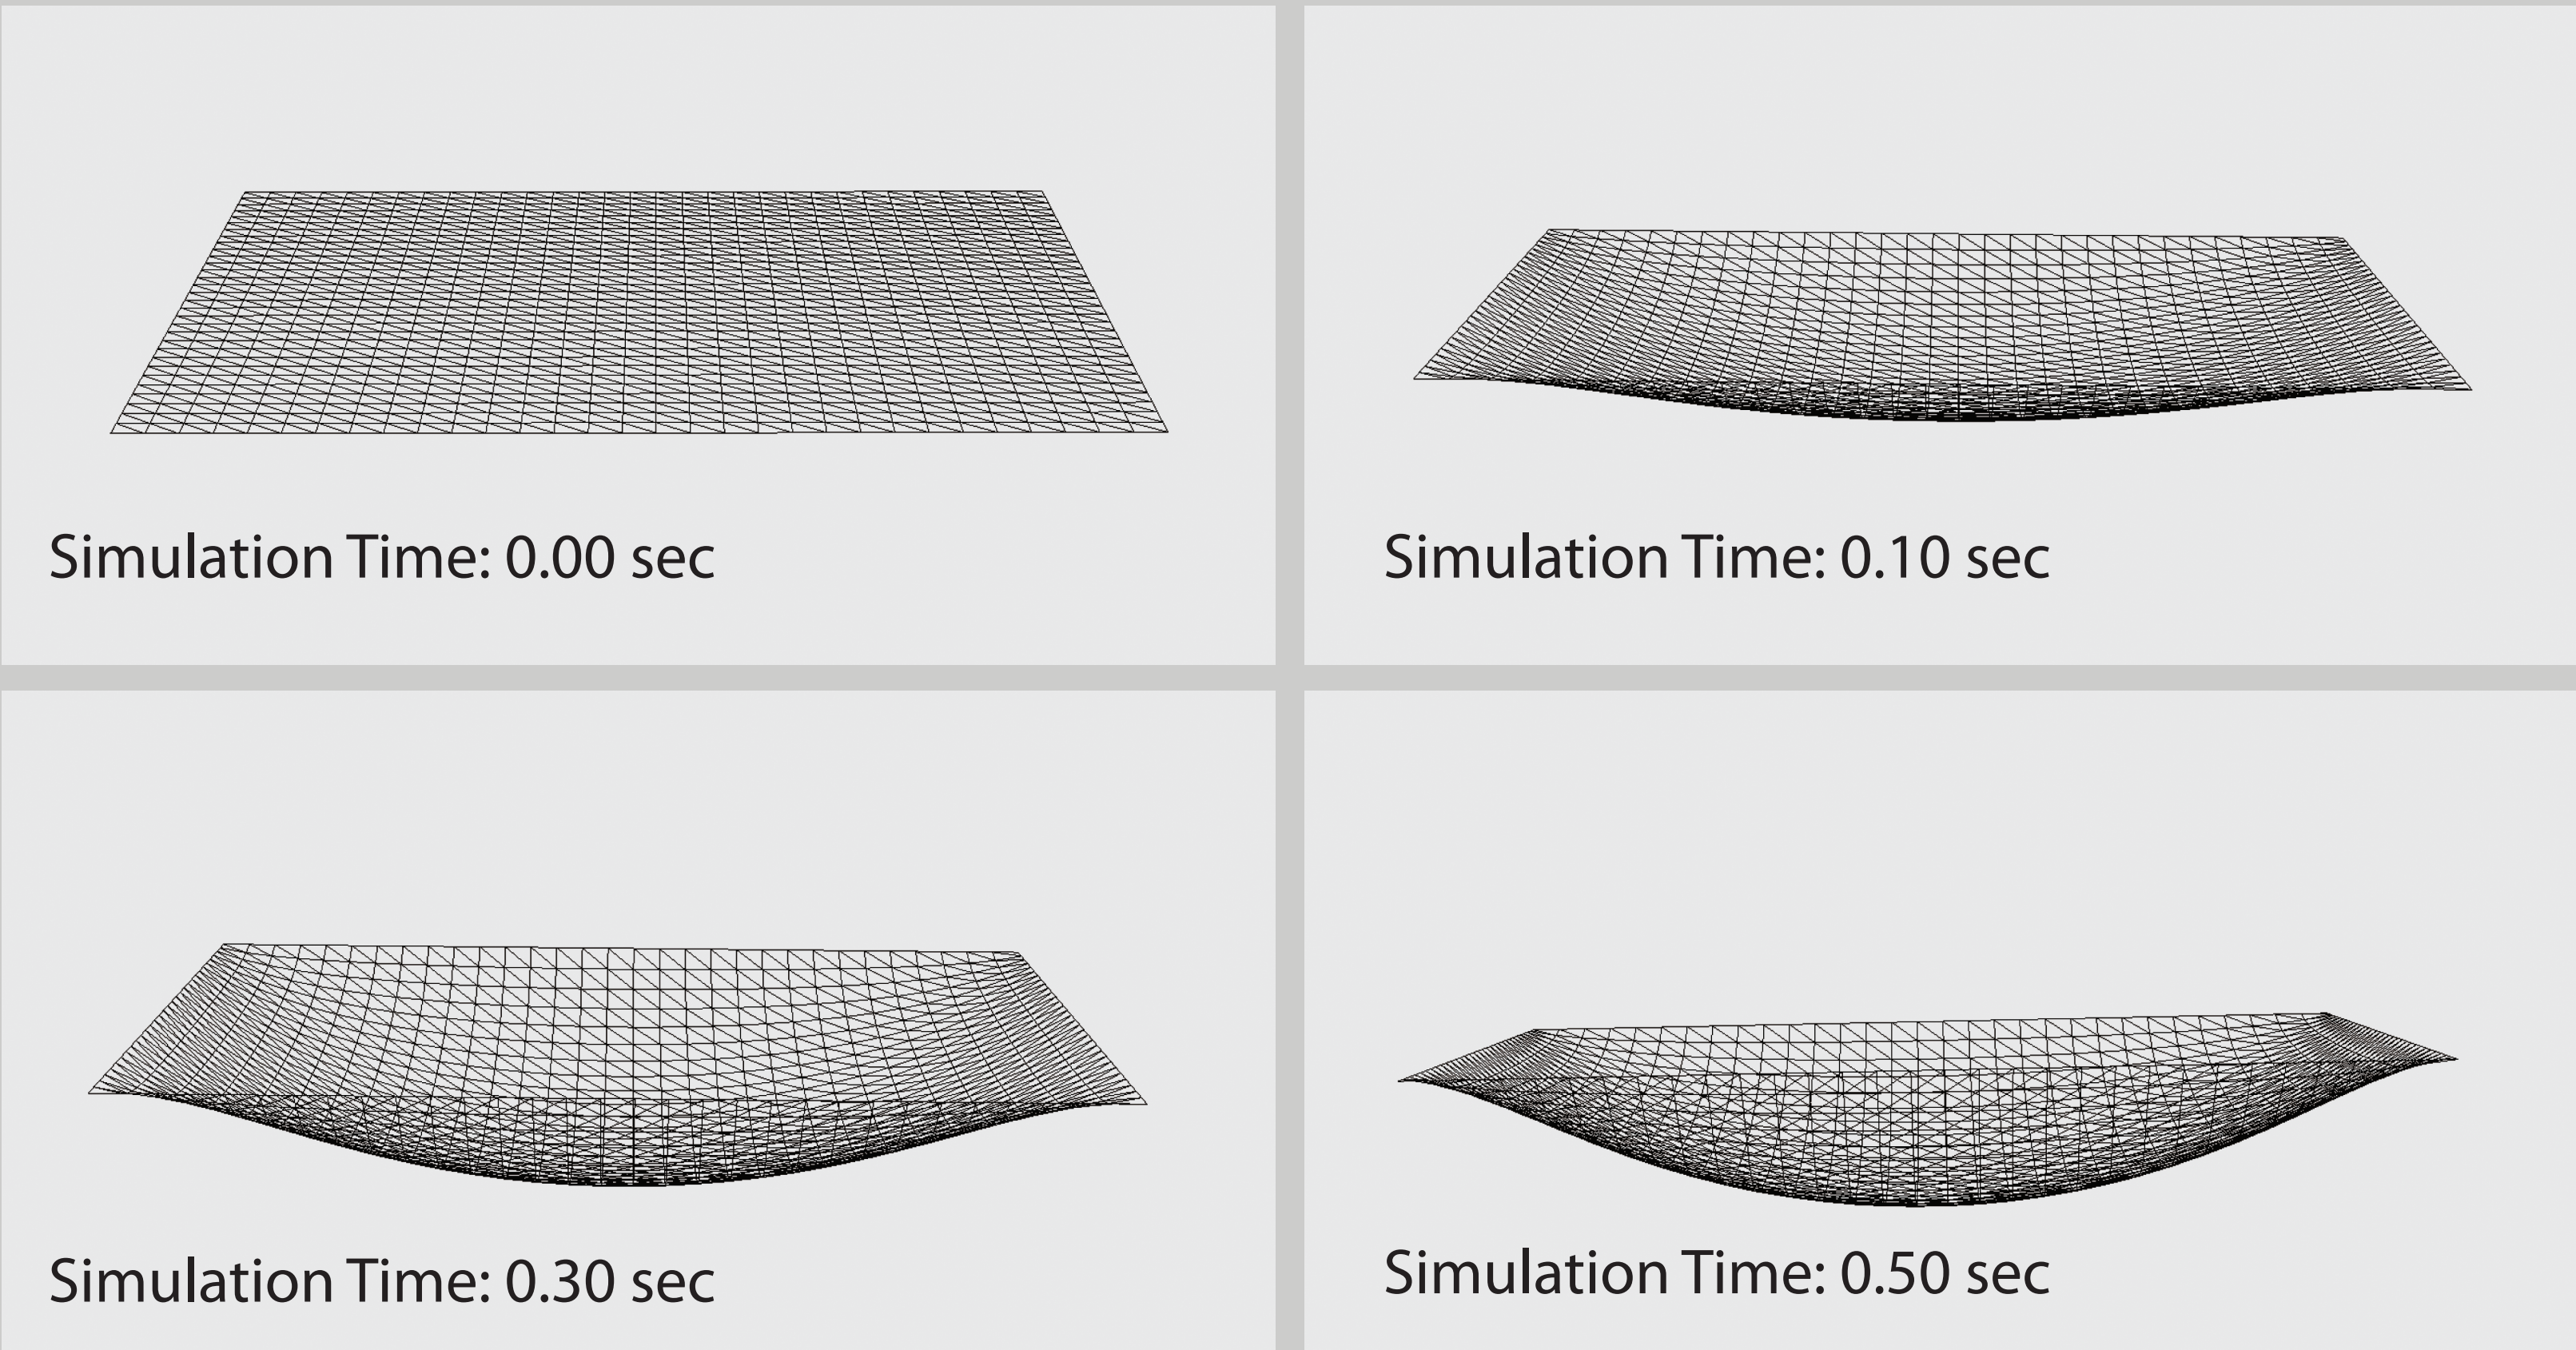 Simulation Time: 0.00 sec
Simulation Time: 0.10 sec
Simulation Time: 0.30 sec
Simulation Time: 0.50 sec